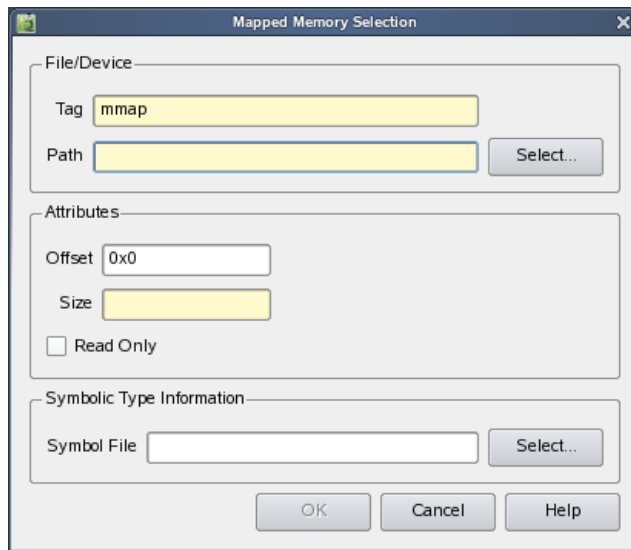 Mapped Memory Selection
File/Device
Tag mmap
Path Select...
Attributes
Offset 0x0
Size
Read Only
Symbolic Type Information
Symbol File Select...
OK Cancel Help